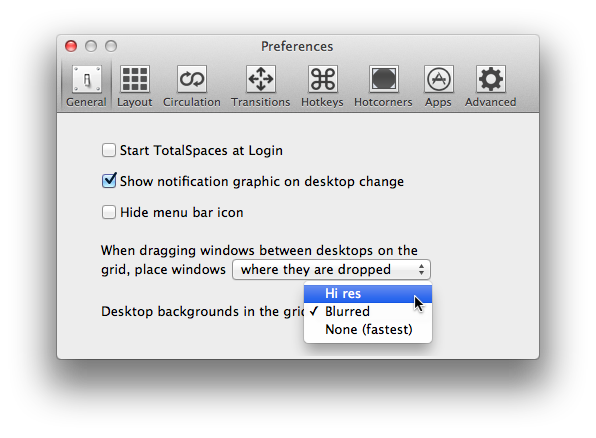 Preferences
General Layout Circulation Transitions Hotkeys Hotcorners Apps Advanced
Start TotalSpaces at Login
Show notification graphic on desktop change
Hide menu bar icon
When dragging windows between desktops on the
grid, place windows where they are dropped
Hi res
Desktop backgrounds in the gri ✓ Blurred
None (fastest)